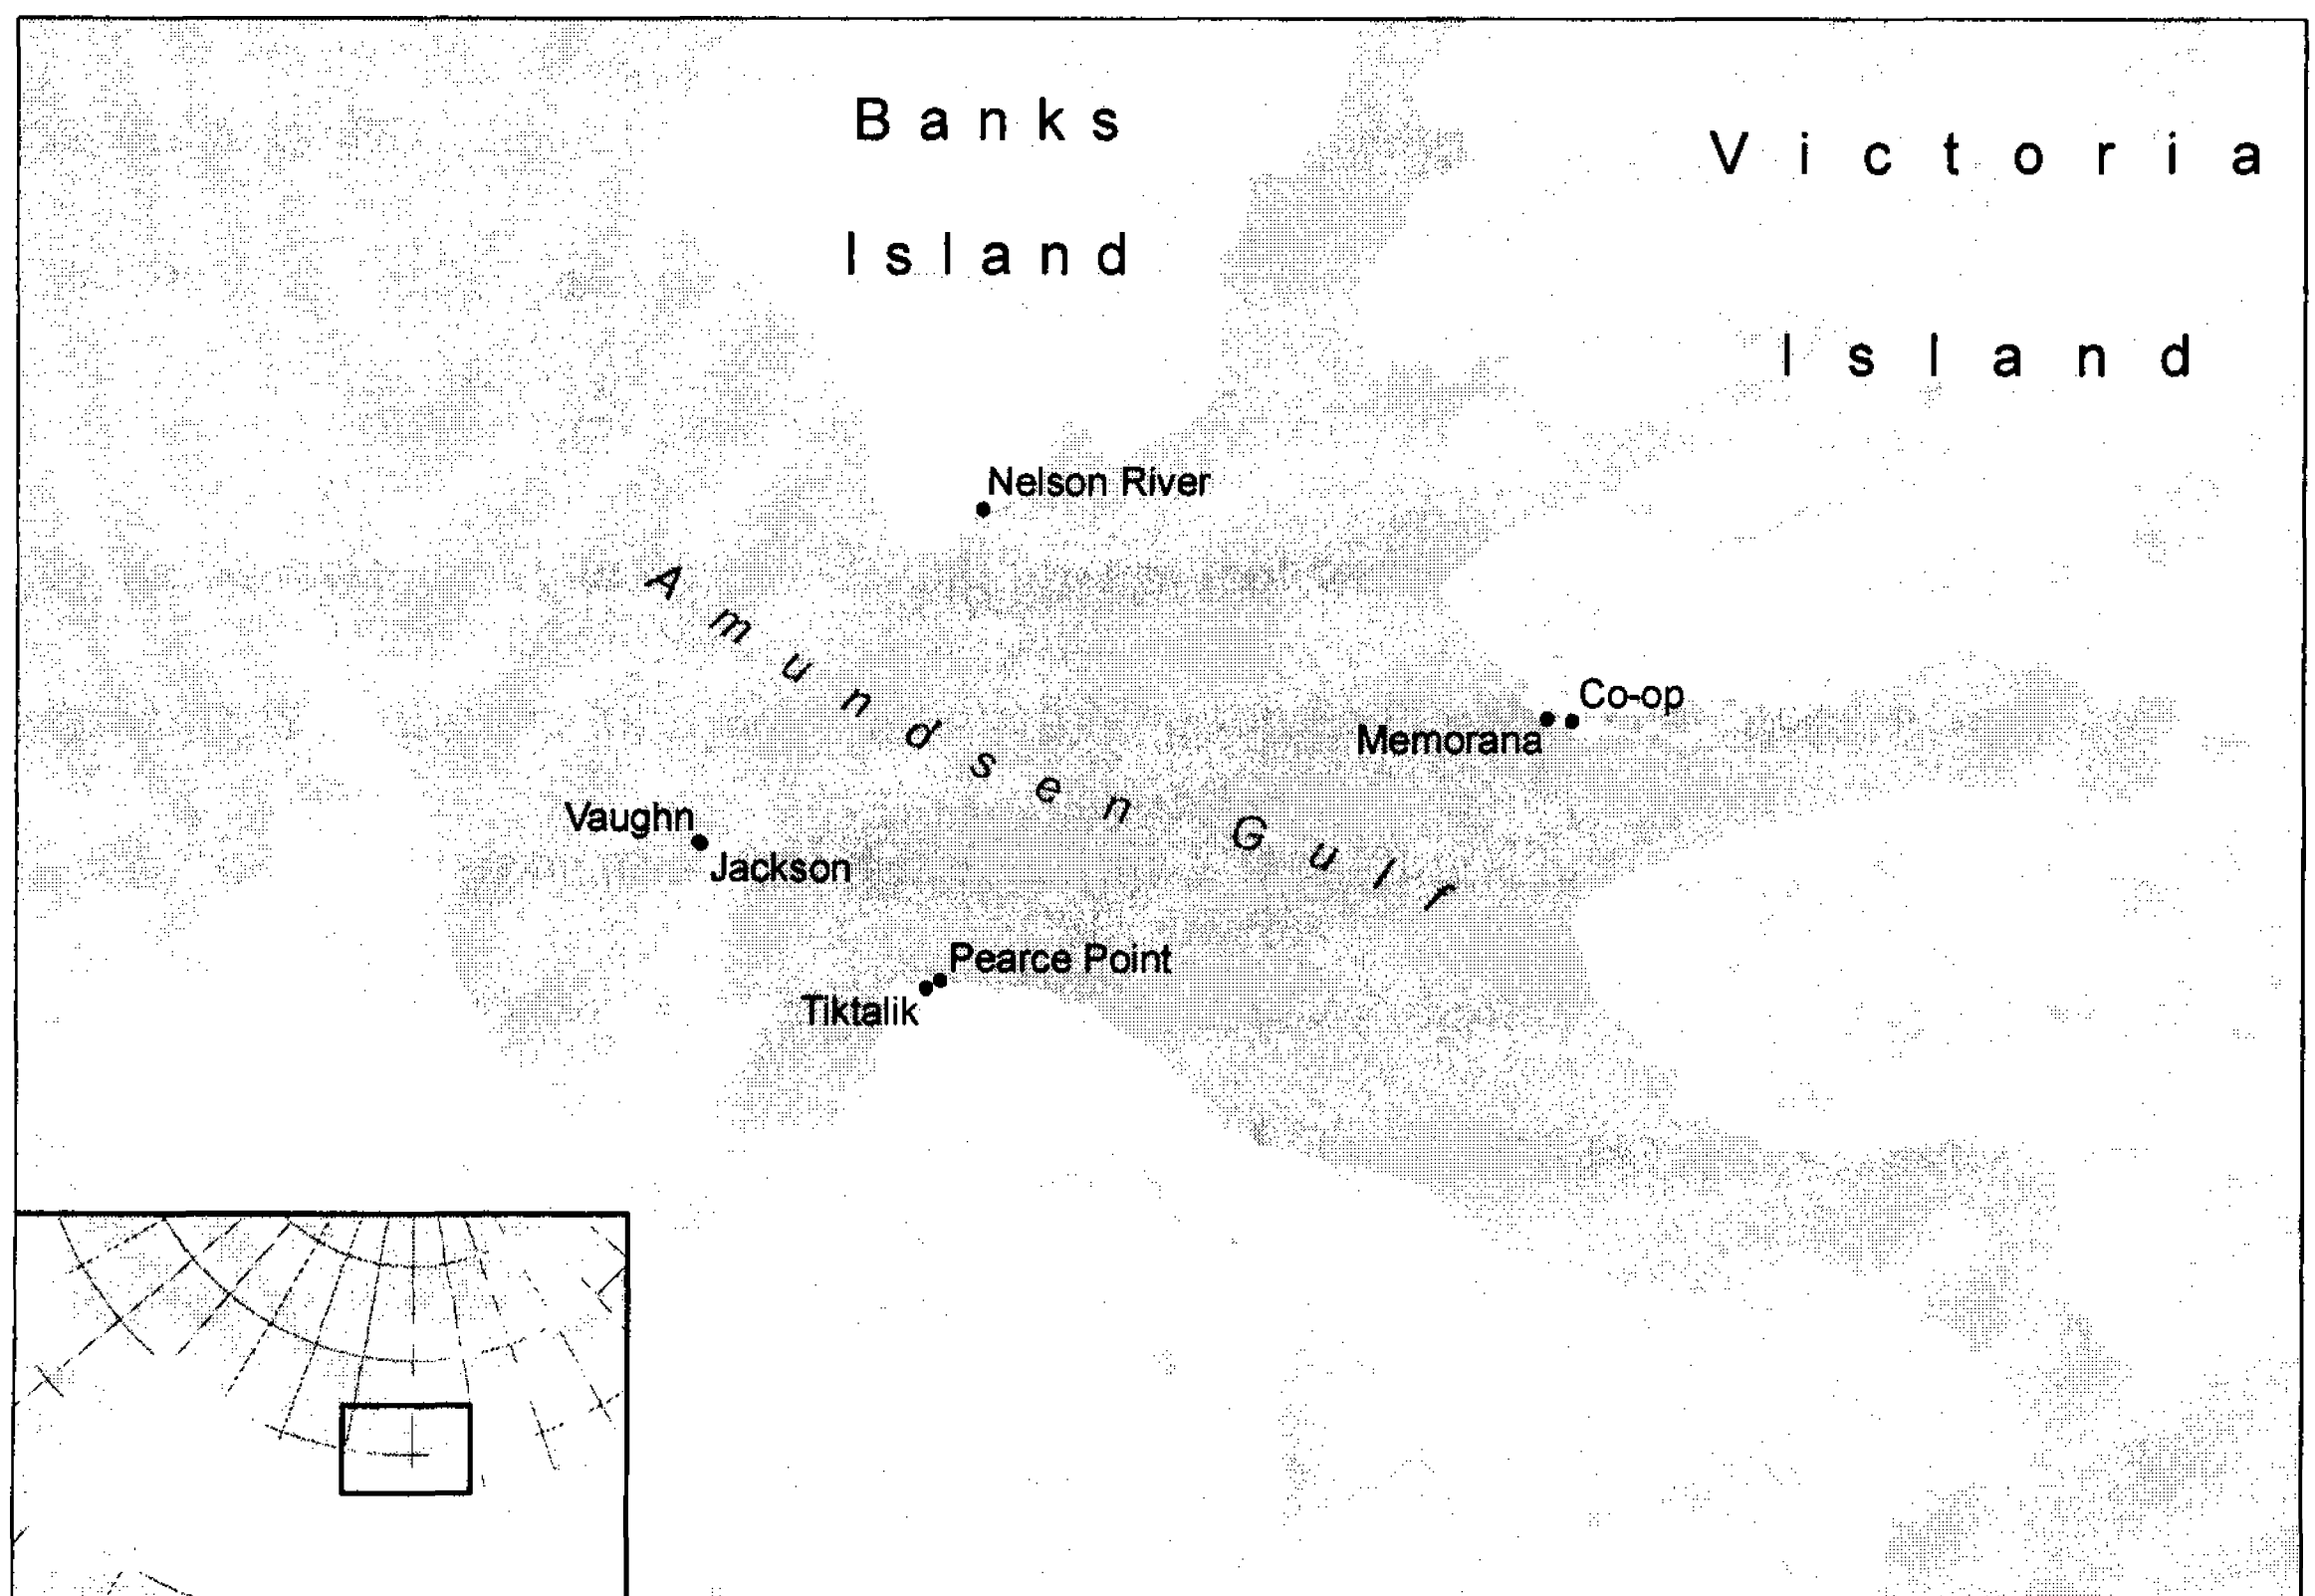 Banks
Island
Victoria
Island
Nelson River
Amundsen Gulf
Co-op
Memorana
Vaughn
Jackson
Pearce Point
Tiktalik